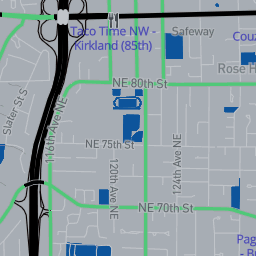 Taco Time NW -
Kirkland (85th)
Safeway
Couz
Rose H
NE 80th St
Slater St S
116th Ave NE
NE 75th St
120th Ave NE
124th Ave NE
NE 70th St
Pag
- B